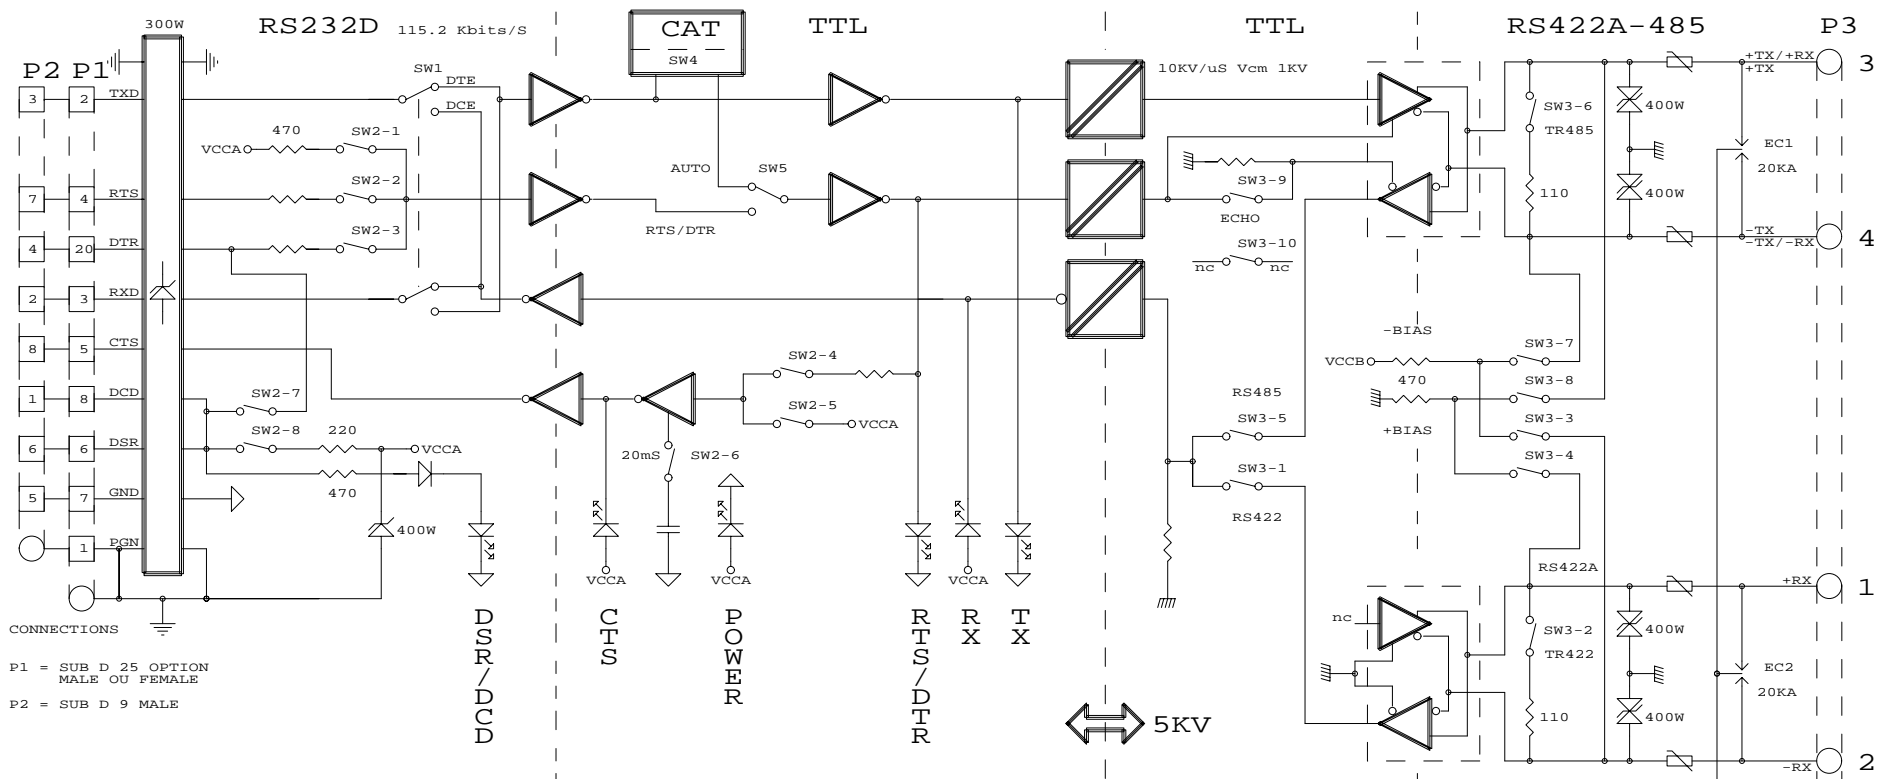 300W
RS232D 115.2 Kbits/S
CAT
SW4
TTL
TTL
RS422A-485
P3
P2 P1
SW1
DTE
DCE
10KV/uS Vcm 1KV
+TX/+RX
+TX
3
3 2 TXD
470
SW2-1
VCCA
SW3-6
TR485
400W
EC1
20KA
AUTO
SW5
SW2-2
7 4 RTS
SW3-9
ECHO
110
400W
RTS/DTR
SW2-3
4 20 DTR
SW3-10
nc nc
-TX
-TX/-RX
4
2 3 RXD
-BIAS
8 5 CTS
SW2-4
VCCB
SW3-7
470
SW3-8
1 8 DCD
SW2-7
SW2-5
VCCA
RS485
SW3-5
+BIAS
SW3-3
SW2-8 220
VCCA
6 6 DSR
20mS
SW2-6
SW3-4
SW3-1
RS422
470
5 7 GND
400W
1 PGN
VCCA
VCCA
VCCA
RS422A
+RX
1
CONNECTIONS
P1 = SUB D 25 OPTION
MALE OU FEMALE
P2 = SUB D 9 MALE
DSR/DCD
CTS
POWER
RTS/DTR
RX
TX
nc
SW3-2
TR422
400W
EC2
20KA
110
400W
5KV
-RX
2